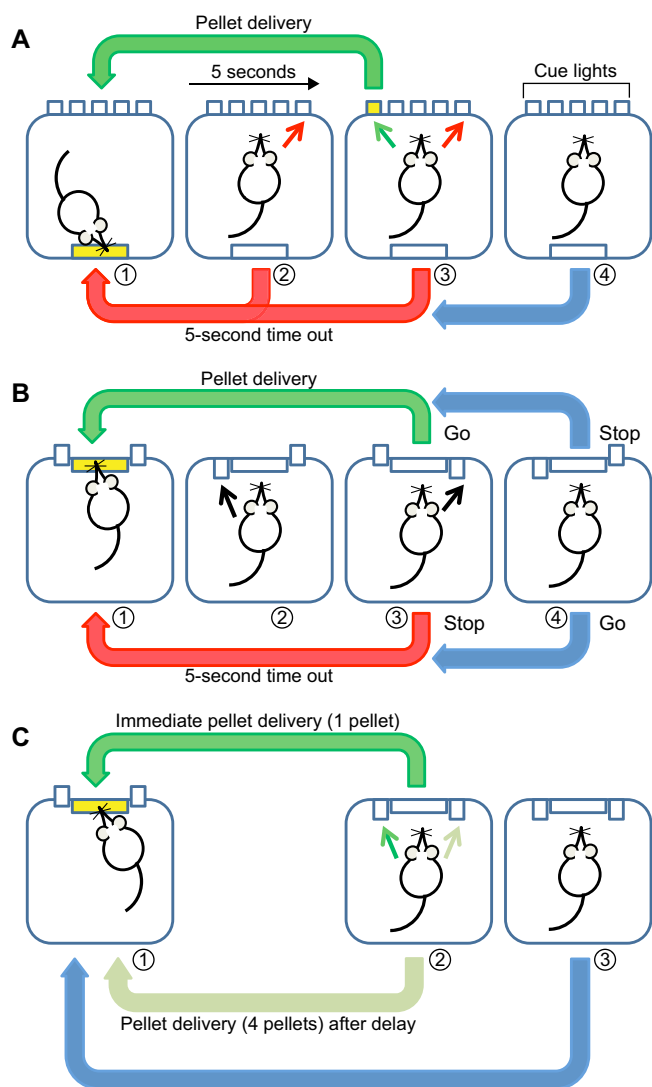 A
Pellet delivery
5 seconds
Cue lights
① ② ③ ④
5-second time out
B
Pellet delivery
Go Stop
① ② ③ Stop ④ Go
5-second time out
C
Immediate pellet delivery (1 pellet)
① ② ③
Pellet delivery (4 pellets) after delay